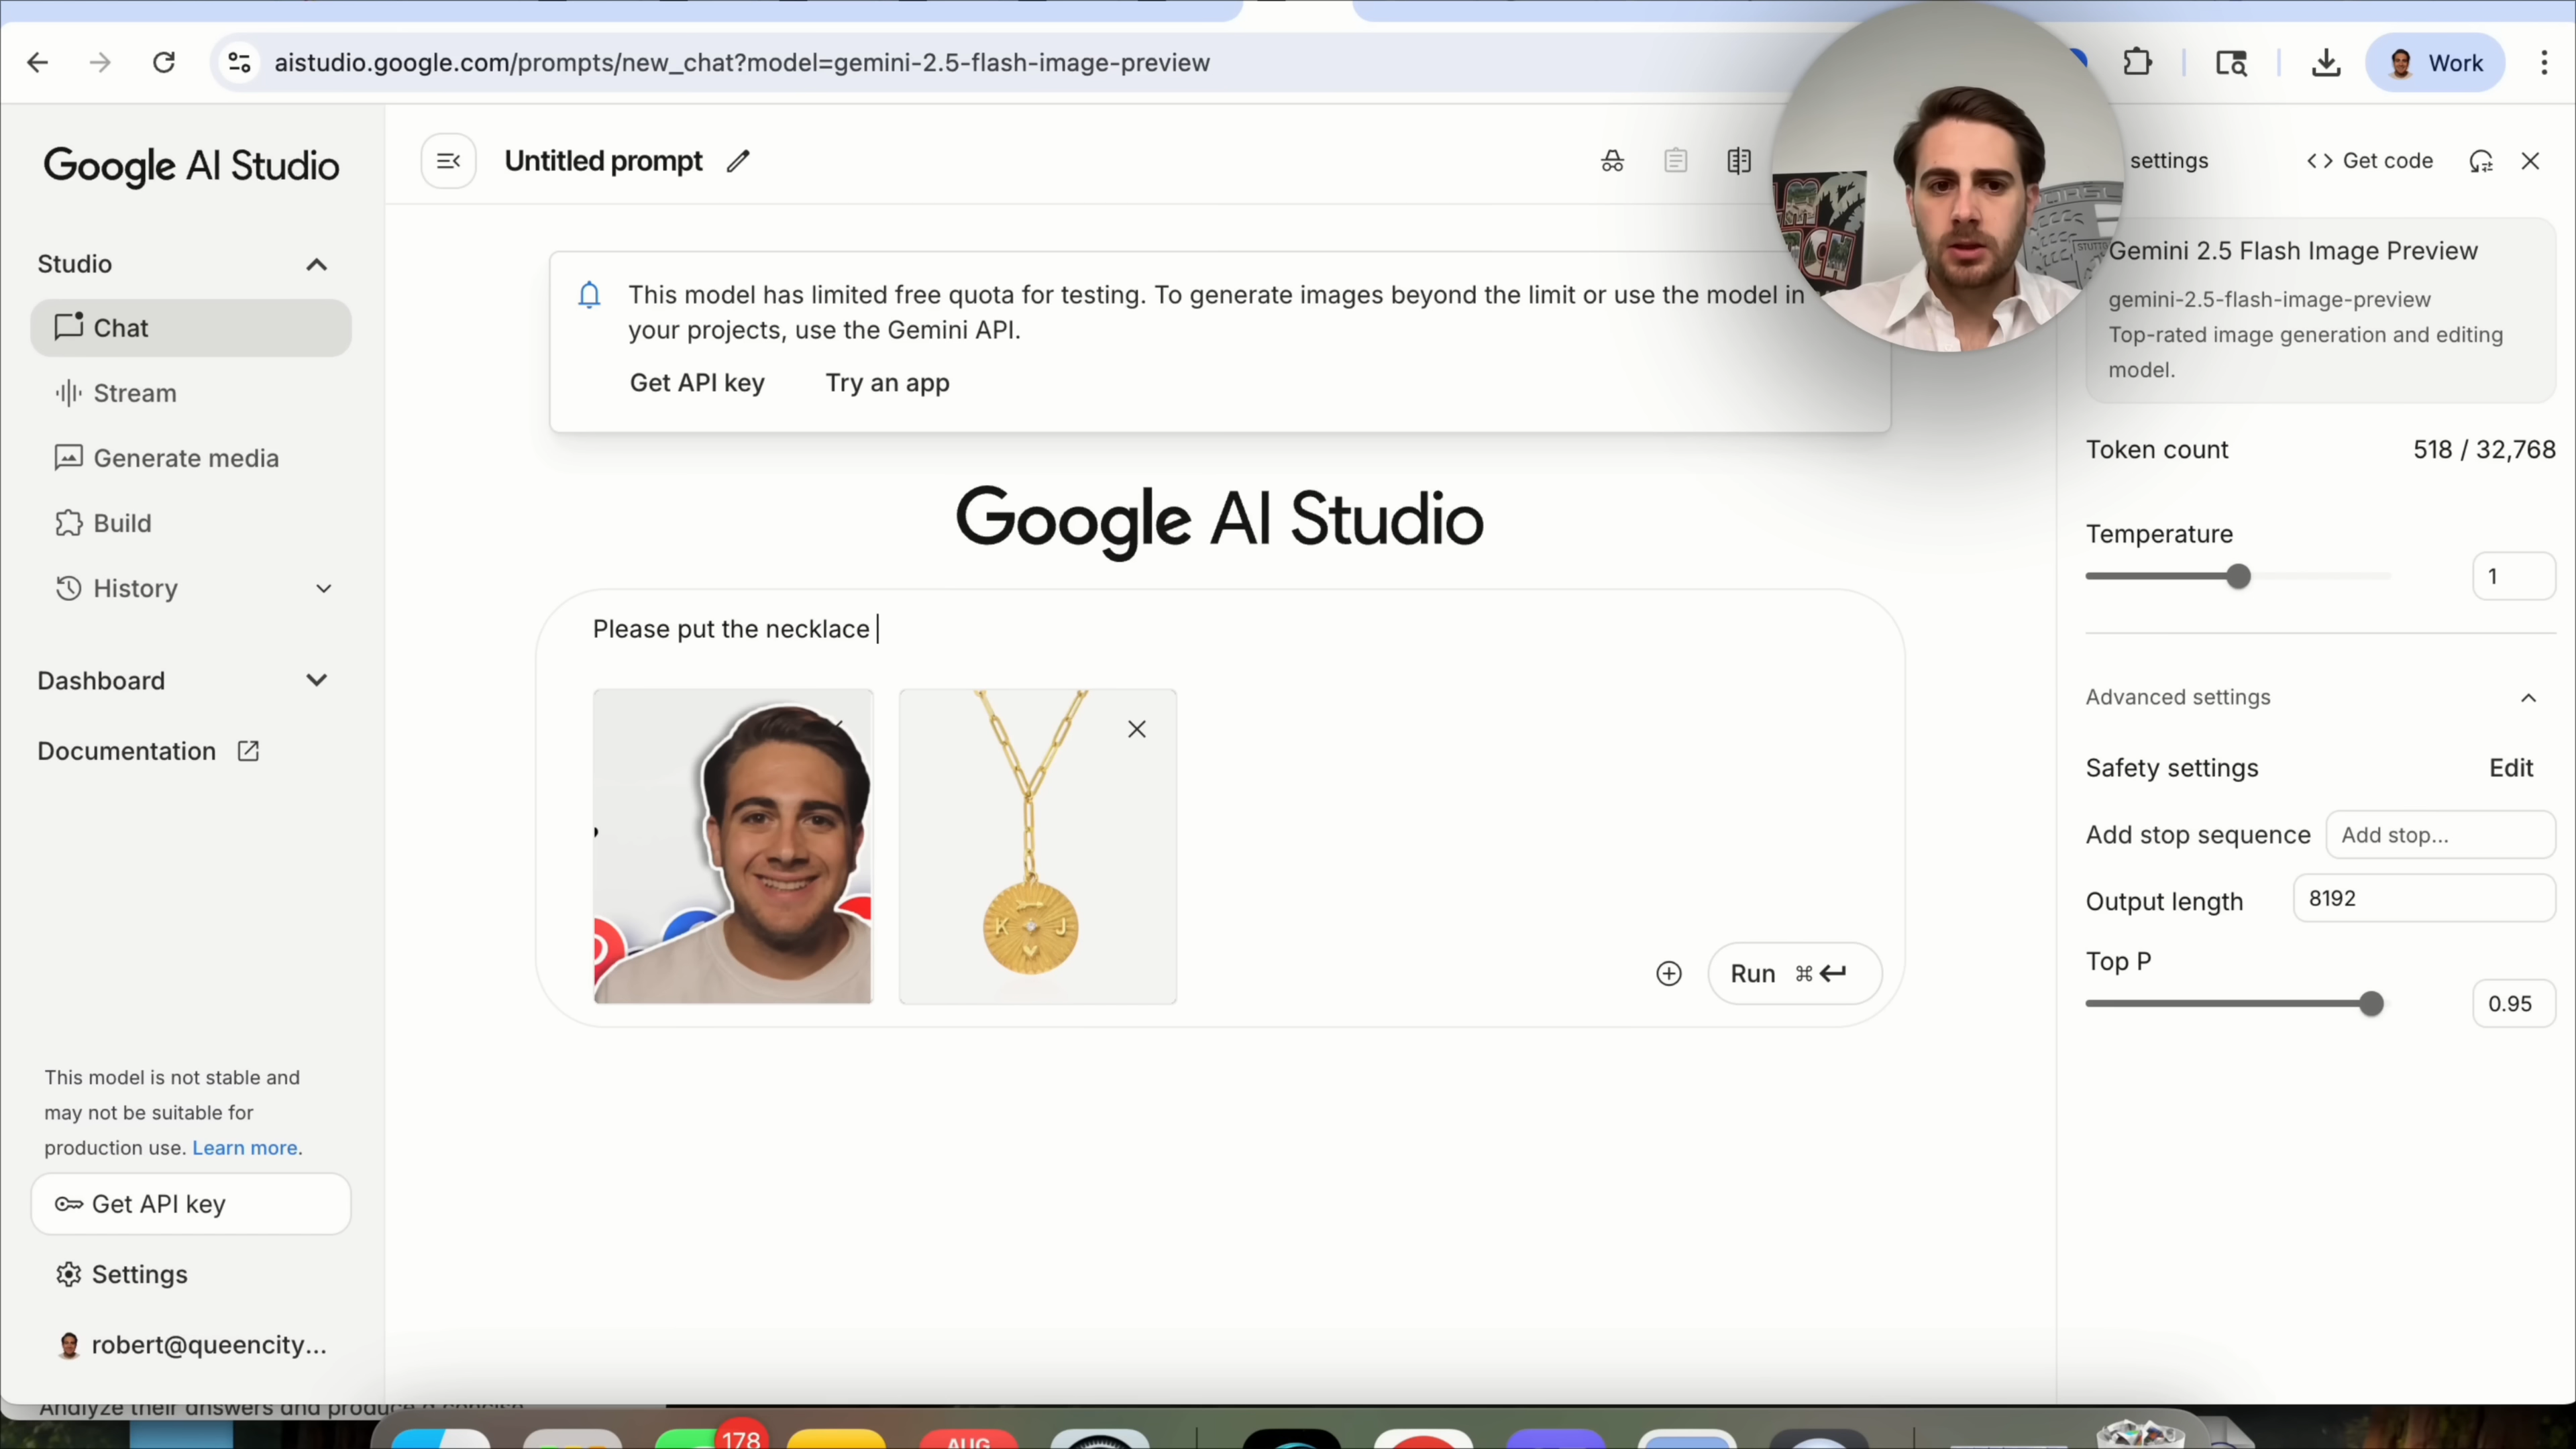 aistudio.google.com/prompts/new_chat?model=gemini-2.5-flash-image-preview
Work
Google AI Studio
Untitled prompt
settings
Get code
Studio
Chat
Stream
Generate media
Build
History
Dashboard
Documentation
This model is not stable and
may not be suitable for
production use. Learn more.
Get API key
Settings
robert@queencity...
This model has limited free quota for testing. To generate images beyond the limit or use the model in
your projects, use the Gemini API.
Get API key
Try an app
Google AI Studio
Please put the necklace
K J
Run
Gemini 2.5 Flash Image Preview
gemini-2.5-flash-image-preview
Top-rated image generation and editing
model.
Token count
518 / 32,768
Temperature
1
Advanced settings
Safety settings
Edit
Add stop sequence
Add stop...
Output length
8192
Top P
0.95
Analyze their answers and produce a concise
178
AUG